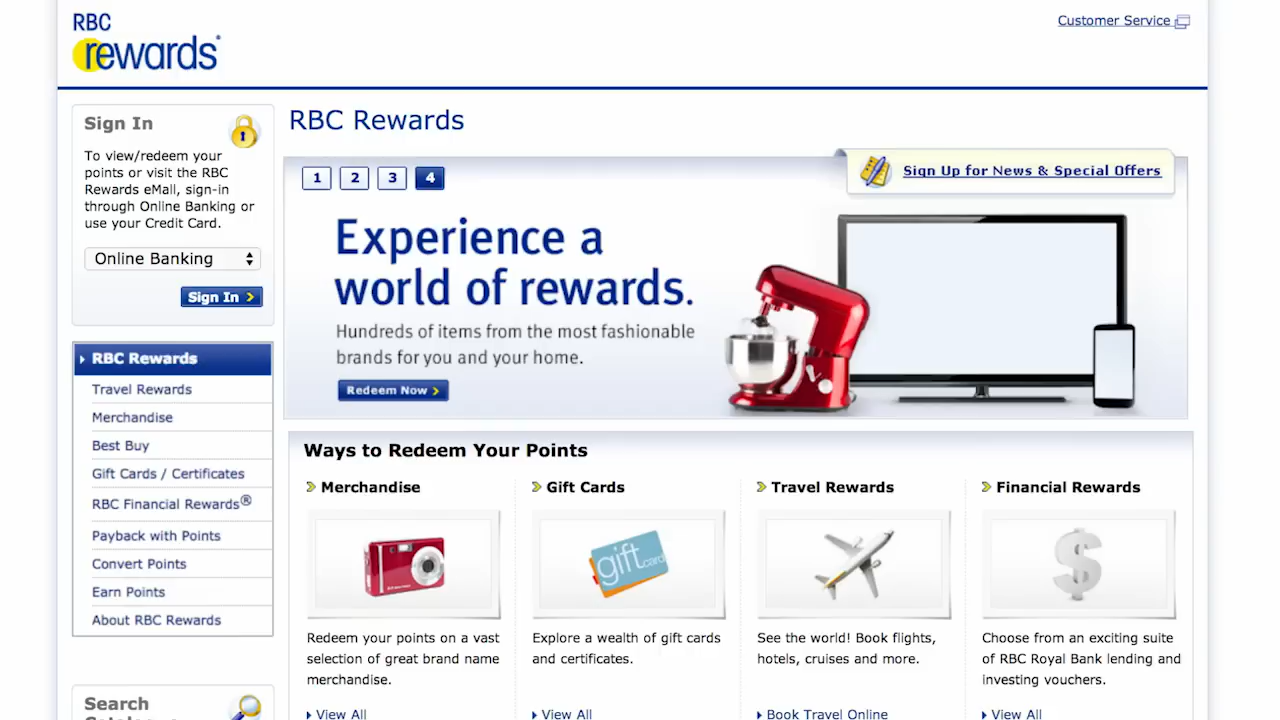 RBC
rewards
Customer Service
Sign In
To view/redeem your
points or visit the RBC
Rewards eMall, sign-in
through Online Banking or
use your Credit Card.
Online Banking
Sign In
RBC Rewards
Travel Rewards
Merchandise
Best Buy
Gift Cards / Certificates
RBC Financial Rewards®
Payback with Points
Convert Points
Earn Points
About RBC Rewards
Search
RBC Rewards
1 2 3 4
Sign Up for News & Special Offers
Experience a
world of rewards.
Hundreds of items from the most fashionable
brands for you and your home.
Redeem Now
Ways to Redeem Your Points
Merchandise
Redeem your points on a vast
selection of great brand name
merchandise.
View All
Gift Cards
giftcard
Explore a wealth of gift cards
and certificates.
View All
Travel Rewards
See the world! Book flights,
hotels, cruises and more.
Book Travel Online
Financial Rewards
$
Choose from an exciting suite
of RBC Royal Bank lending and
investing vouchers.
View All